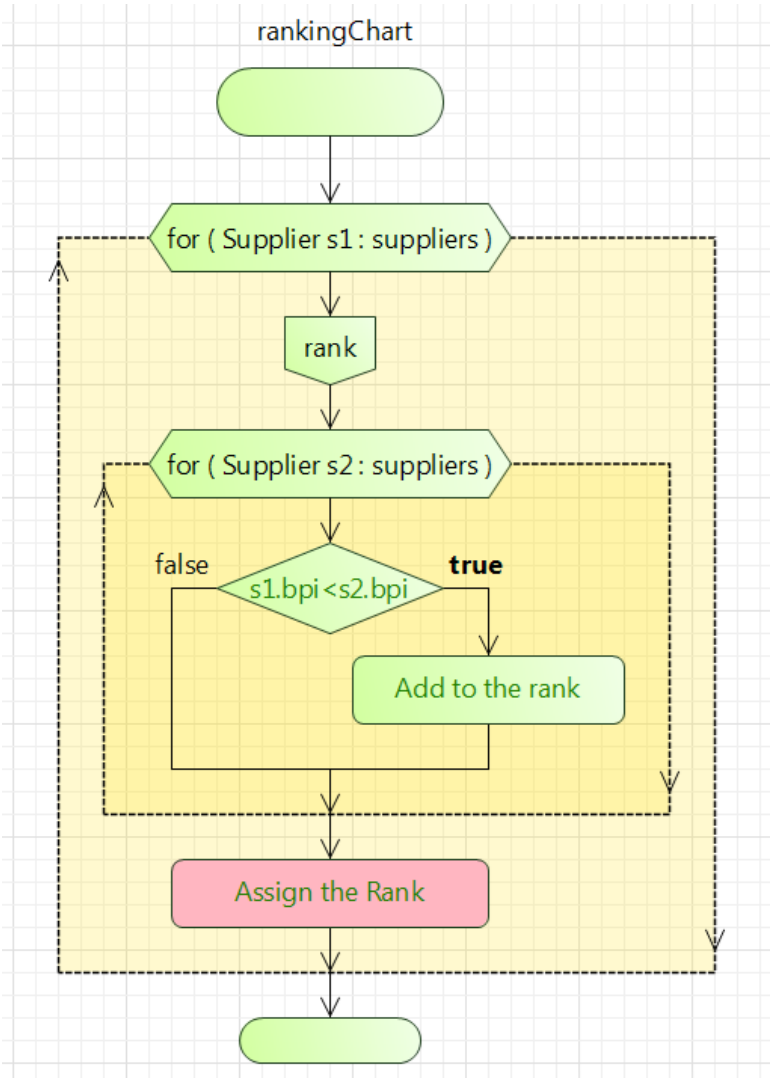 rankingChart
for ( Supplier s1 : suppliers )
rank
for ( Supplier s2 : suppliers )
false
true
s1.bpi<s2.bpi
Add to the rank
Assign the Rank